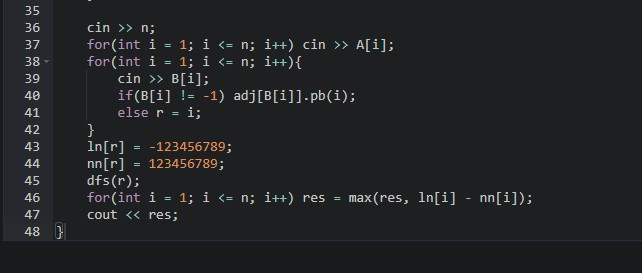 35
36 cin >> n;
37 for(int i = 1; i <= n; i++) cin >> A[i];
38 for(int i = 1; i <= n; i++){
39 cin >> B[i];
40 if(B[i] != -1) adj[B[i]].pb(i);
41 else r = i;
42 }
43 ln[r] = -123456789;
44 nn[r] = 123456789;
45 dfs(r);
46 for(int i = 1; i <= n; i++) res = max(res, ln[i] - nn[i]);
47 cout << res;
48 }